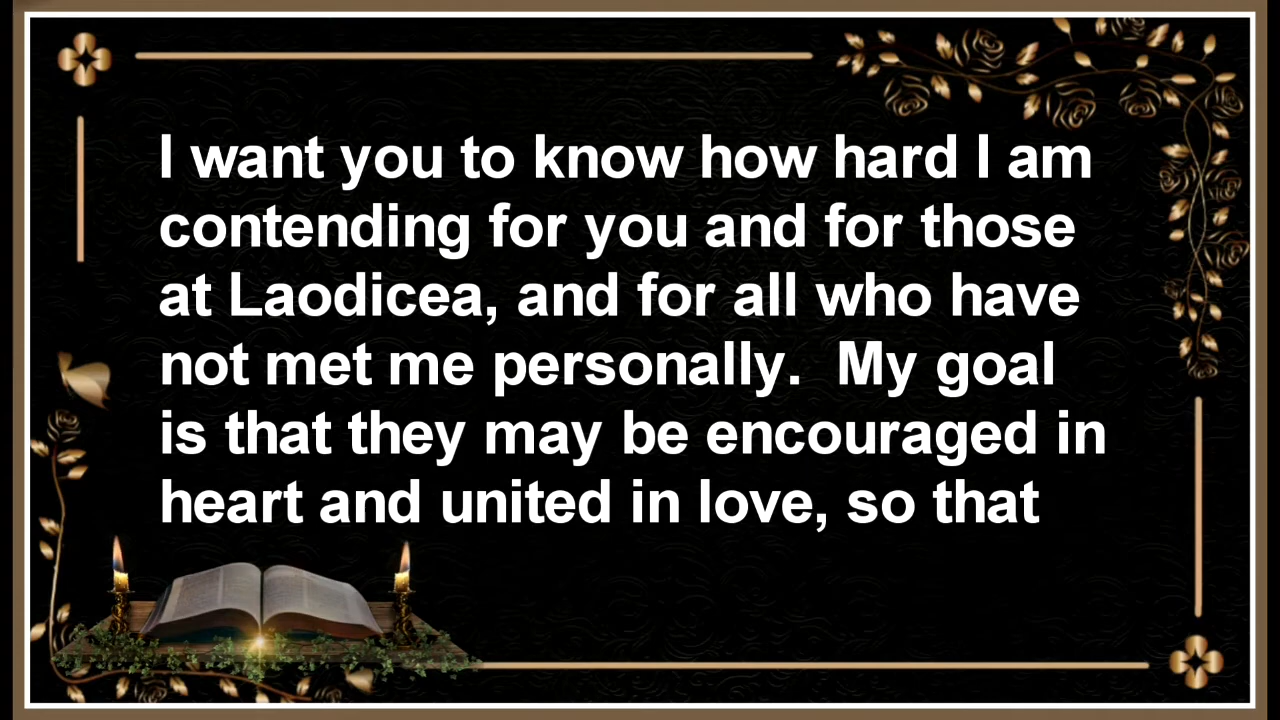 I want you to know how hard I am
contending for you and for those
at Laodicea, and for all who have
not met me personally.  My goal
is that they may be encouraged in
heart and united in love, so that